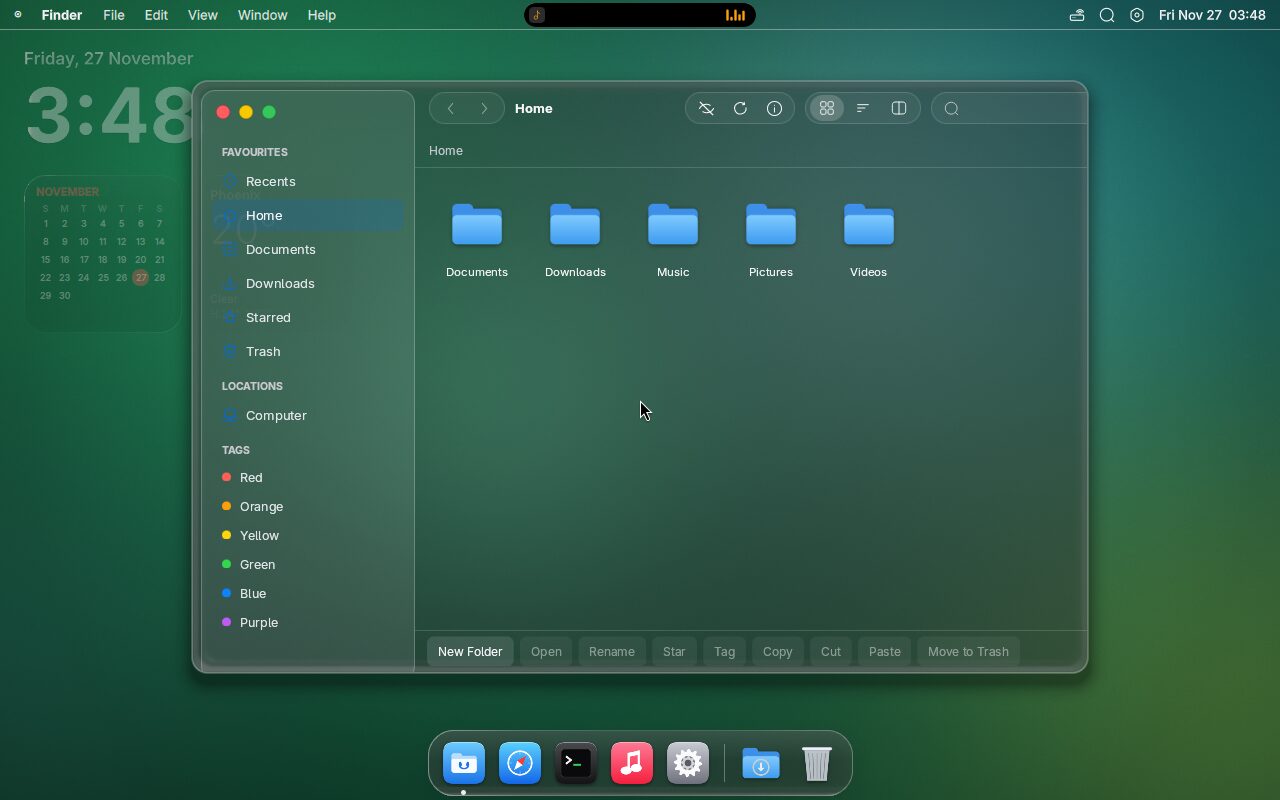 Finder File Edit View Window Help
Fri Nov 27 03:48
Friday, 27 November
3:48
NOVEMBER
S M T W T F S
1 2 3 4 5 6 7
8 9 10 11 12 13 14
15 16 17 18 19 20 21
22 23 24 25 26 27 28
29 30
Phoenix
20°
Clear
Home
FAVOURITES
Recents
Home
Documents
Downloads
Starred
Trash
LOCATIONS
Computer
TAGS
Red
Orange
Yellow
Green
Blue
Purple
Home
Documents Downloads Music Pictures Videos
New Folder Open Rename Star Tag Copy Cut Paste Move to Trash